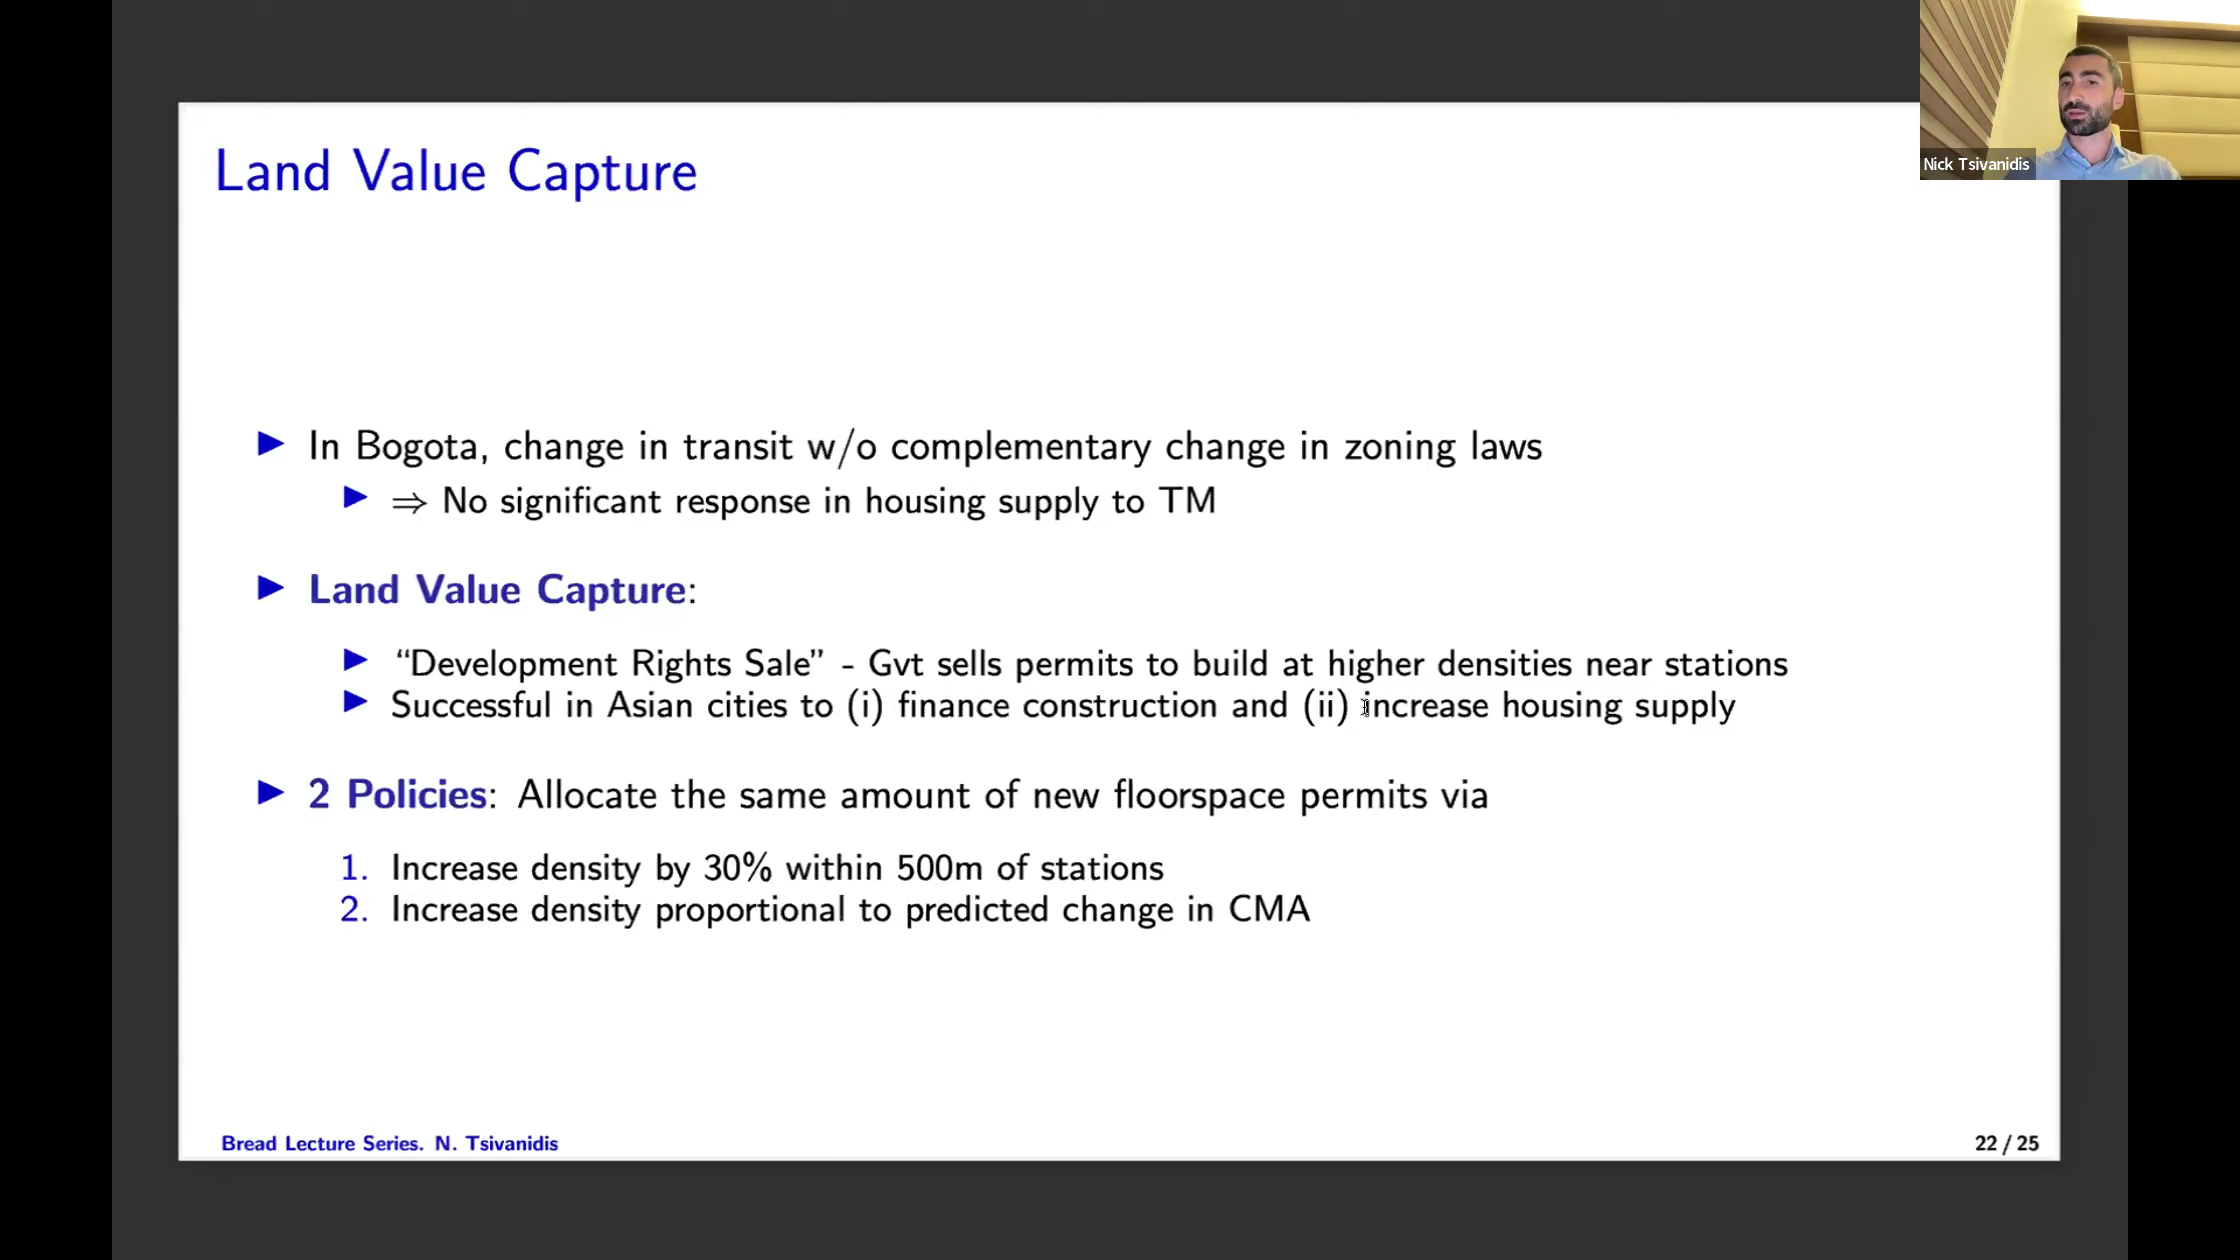 Nick Tsivanidis
Land Value Capture
▶ In Bogota, change in transit w/o complementary change in zoning laws
▶ ⇒ No significant response in housing supply to TM
▶ Land Value Capture:
▶ “Development Rights Sale” - Gvt sells permits to build at higher densities near stations
▶ Successful in Asian cities to (i) finance construction and (ii) increase housing supply
▶ 2 Policies: Allocate the same amount of new floorspace permits via
1. Increase density by 30% within 500m of stations
2. Increase density proportional to predicted change in CMA
Bread Lecture Series. N. Tsivanidis
22 / 25